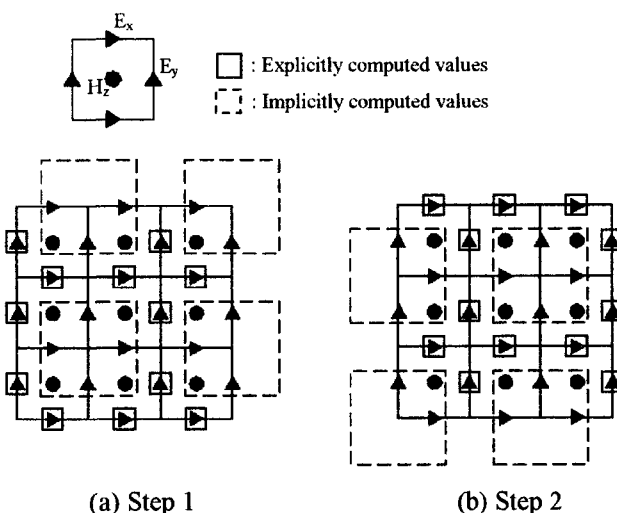 E_x
E_y
H_z
: Explicitly computed values
: Implicitly computed values
(a) Step 1
(b) Step 2